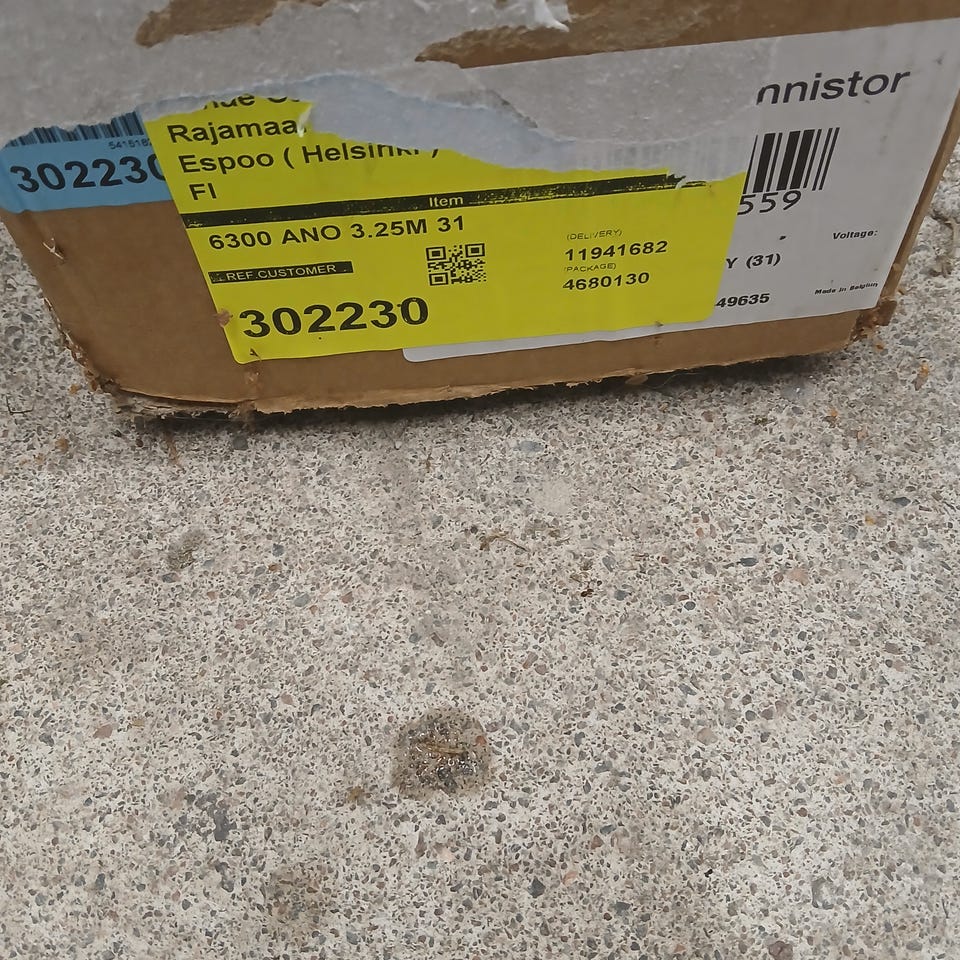 Rajamaa
Espoo ( Helsinki )
FI
Item
6300 ANO 3.25M 31
REF.CUSTOMER
302230
(DELIVERY)
11941682
(PACKAGE)
4680130
541518
302230
nnistor
559
Voltage:
Y (31)
49635
Made in Belgium